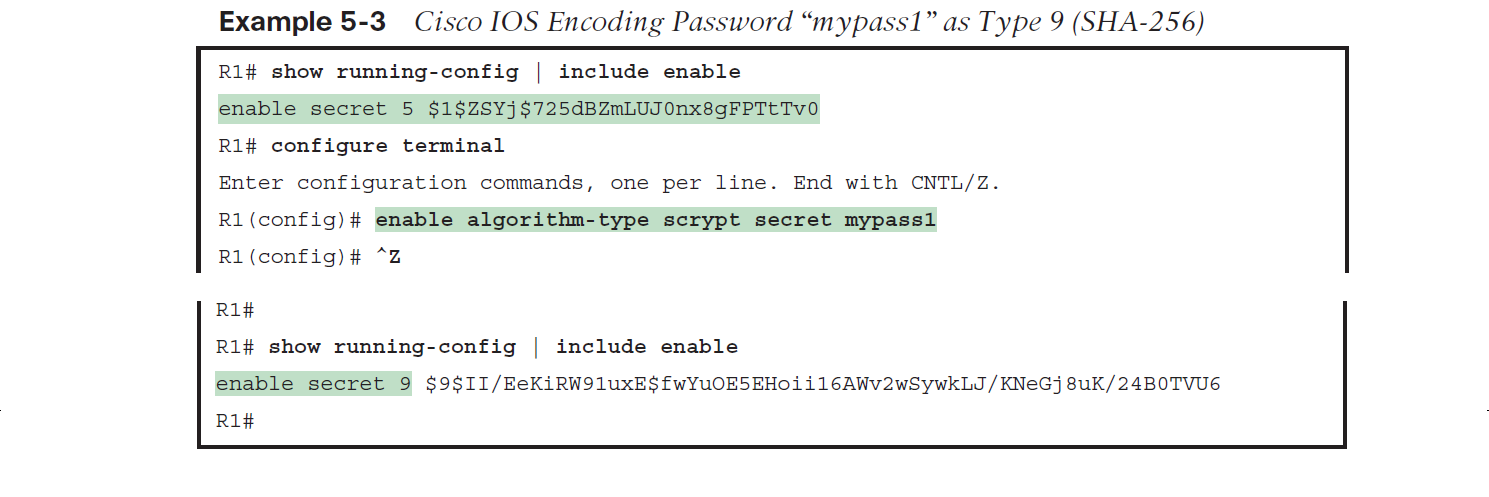 Example 5-3 Cisco IOS Encoding Password “mypass1” as Type 9 (SHA-256)
R1# show running-config | include enable
enable secret 5 $1$ZSYj$725dBZmLUJ0nx8gFPTtTv0
R1# configure terminal
Enter configuration commands, one per line. End with CNTL/Z.
R1(config)# enable algorithm-type scrypt secret mypass1
R1(config)# ^Z
R1#
R1# show running-config | include enable
enable secret 9 $9$II/EeKiRW91uxE$fwYuOE5EHoii16AWv2wSywkLJ/KNeGj8uK/24B0TVU6
R1#